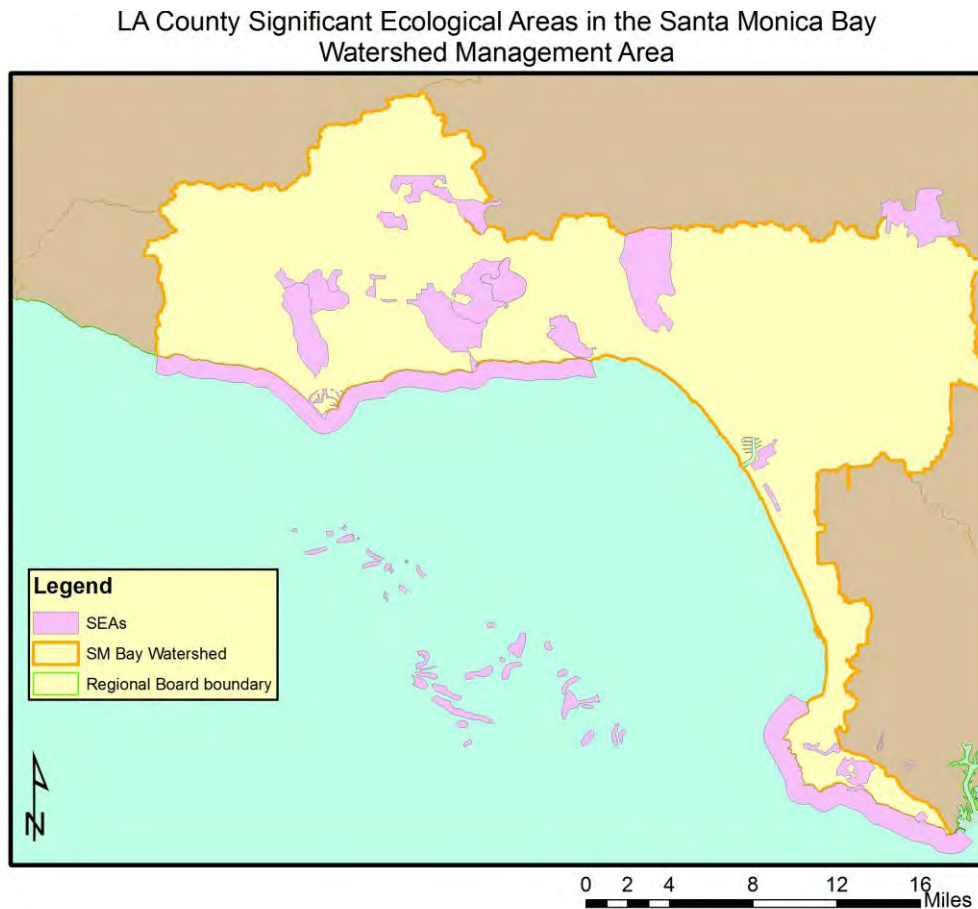 LA County Significant Ecological Areas in the Santa Monica Bay
Watershed Management Area
Legend
SEAs
SM Bay Watershed
Regional Board boundary
N
0 2 4 8 12 16
Miles